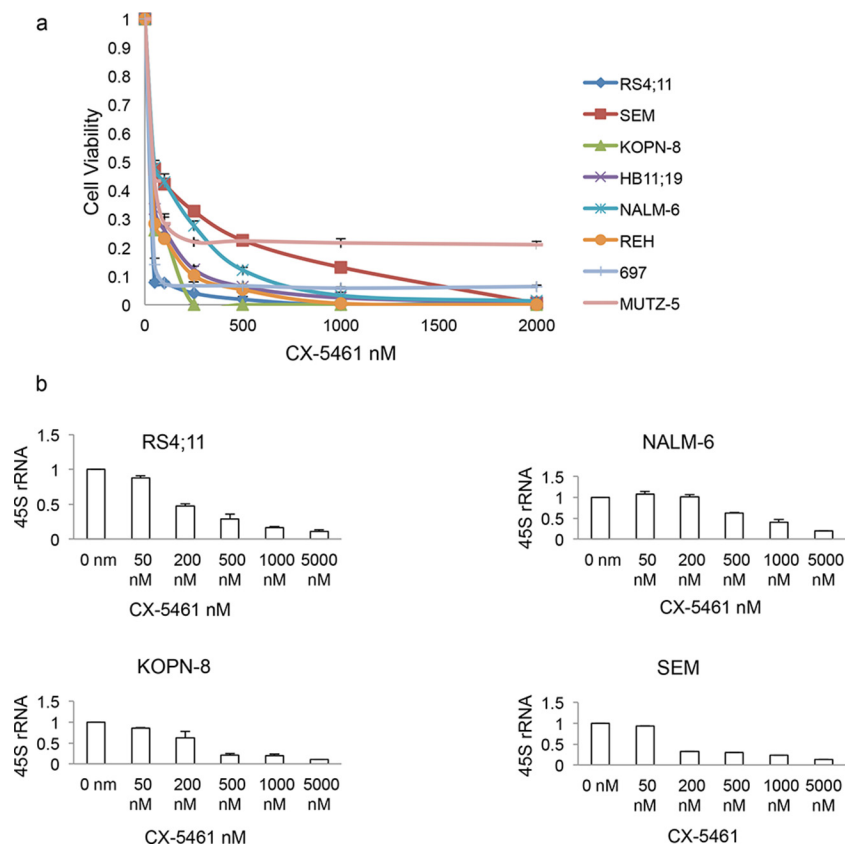 a
1
0.9
0.8
0.7
0.6
0.5
0.4
0.3
0.2
0.1
0
Cell Viability
0 500 1000 1500 2000
CX-5461 nM
RS4;11
SEM
KOPN-8
HB11;19
NALM-6
REH
697
MUTZ-5
b
RS4;11
45S rRNA
1.5
1
0.5
0
0 nm 50 200 500 1000 5000
nM nM nM nM nM
CX-5461 nM
NALM-6
45S rRNA
1.5
1
0.5
0
0 nM 50 200 500 1000 5000
nM nM nM nM nM
CX-5461 nM
KOPN-8
45S rRNA
1.5
1
0.5
0
0 nm 50 200 500 1000 5000
nM nM nM nM nM
CX-5461 nM
SEM
45S rRNA
1.5
1
0.5
0
0 nM 50 200 500 1000 5000
nM nM nM nM nM
CX-5461